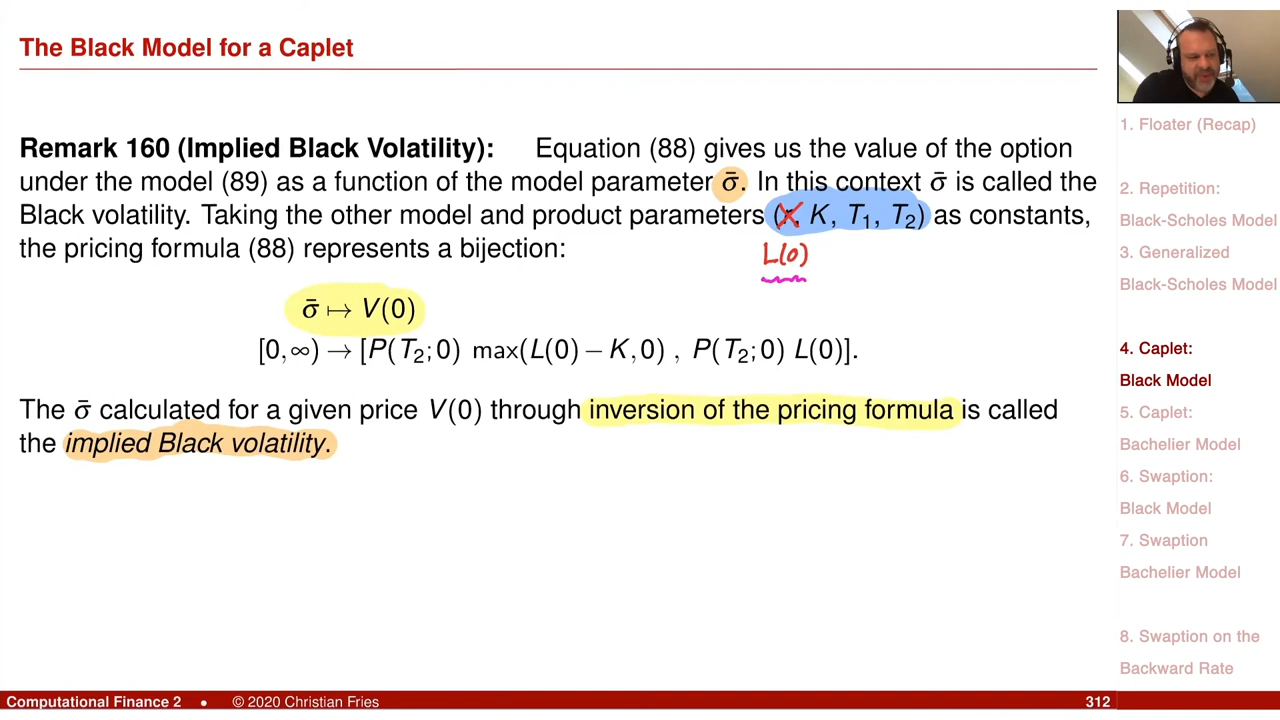 The Black Model for a Caplet
Remark 160 (Implied Black Volatility): Equation (88) gives us the value of the option
under the model (89) as a function of the model parameter σ̄. In this context σ̄ is called the
Black volatility. Taking the other model and product parameters (r, K, T₁, T₂) as constants,
L(0)
the pricing formula (88) represents a bijection:
σ̄ ↦ V(0)
[0,∞) → [P(T₂;0) max(L(0) − K,0) , P(T₂;0) L(0)].
The σ̄ calculated for a given price V(0) through inversion of the pricing formula is called
the implied Black volatility.
1. Floater (Recap)
2. Repetition:
Black-Scholes Model
3. Generalized
Black-Scholes Model
4. Caplet:
Black Model
5. Caplet:
Bachelier Model
6. Swaption:
Black Model
7. Swaption
Bachelier Model
8. Swaption on the
Backward Rate
Computational Finance 2 • © 2020 Christian Fries 312